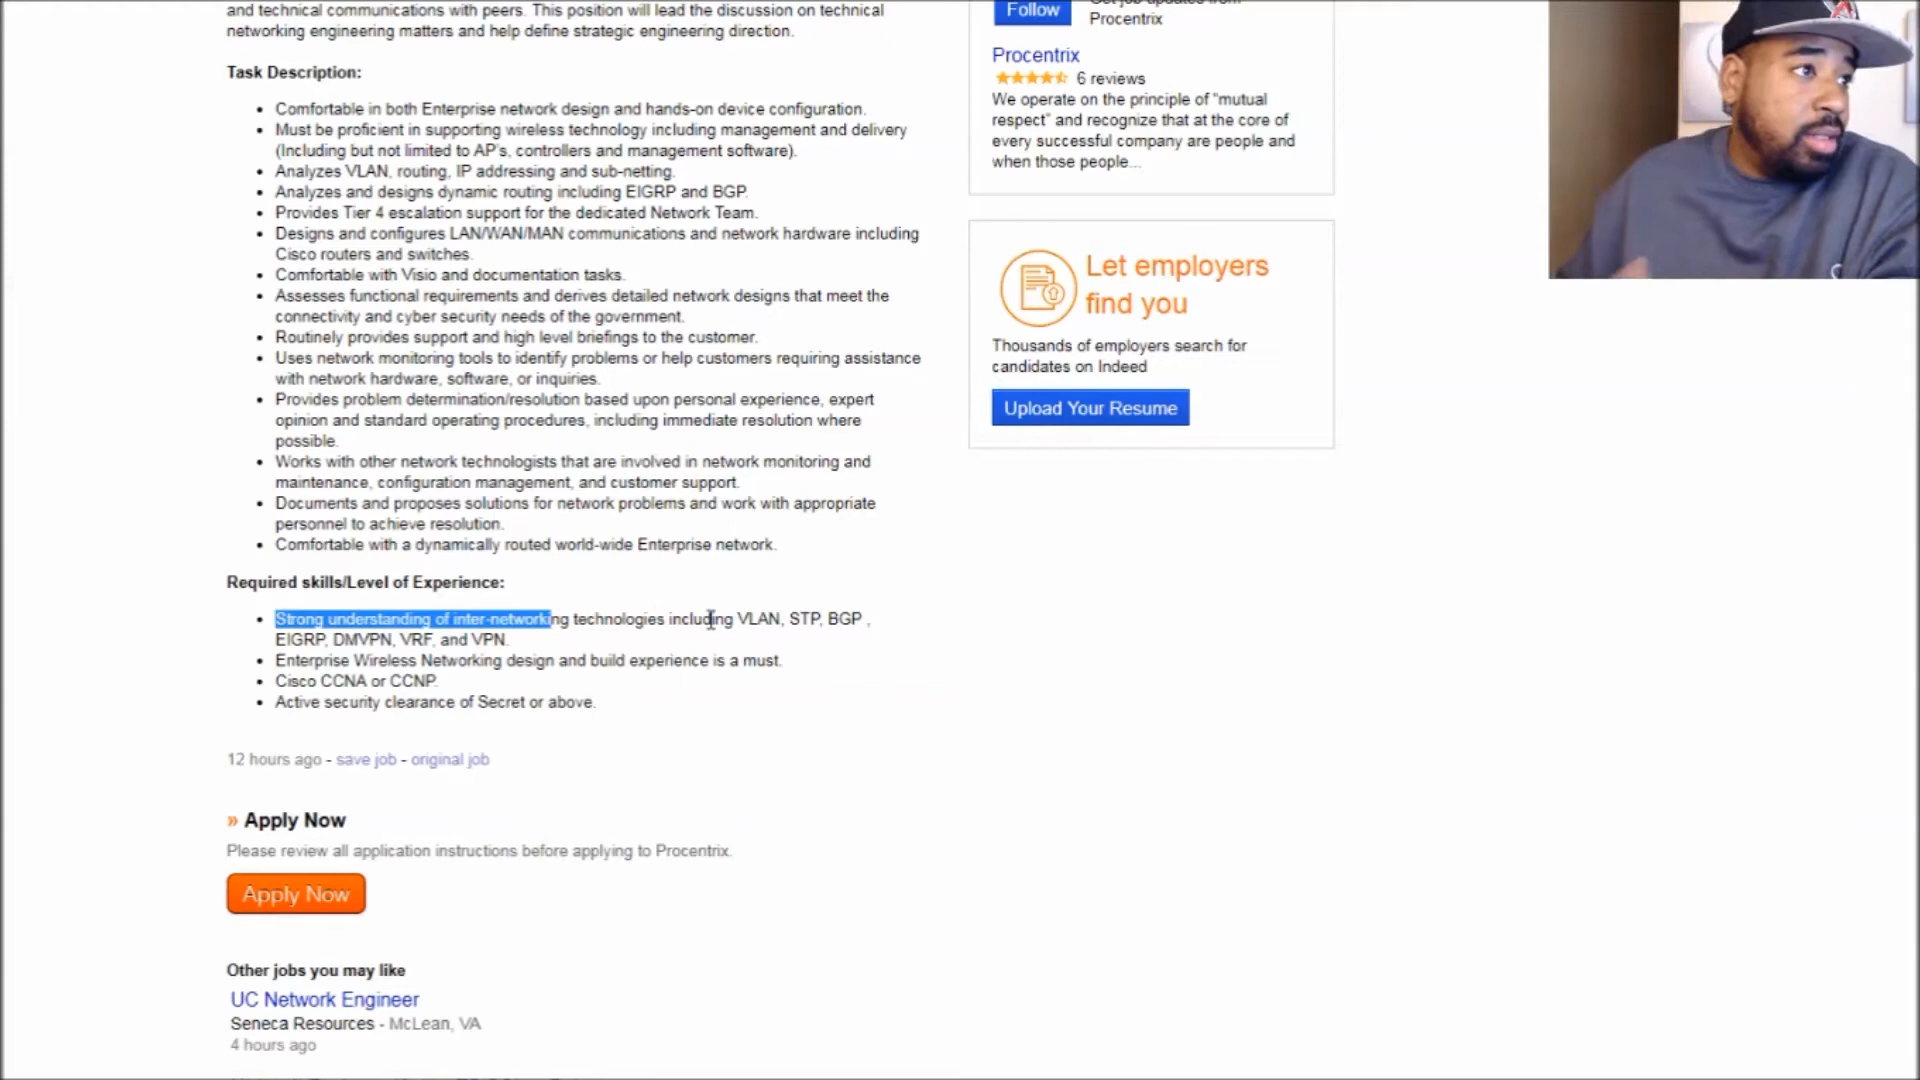 and technical communications with peers. This position will lead the discussion on technical
networking engineering matters and help define strategic engineering direction.
Task Description:
Comfortable in both Enterprise network design and hands-on device configuration.
Must be proficient in supporting wireless technology including management and delivery
(Including but not limited to AP's, controllers and management software).
Analyzes VLAN, routing, IP addressing and sub-netting.
Analyzes and designs dynamic routing including EIGRP and BGP.
Provides Tier 4 escalation support for the dedicated Network Team.
Designs and configures LAN/WAN/MAN communications and network hardware including
Cisco routers and switches.
Comfortable with Visio and documentation tasks.
Assesses functional requirements and derives detailed network designs that meet the
connectivity and cyber security needs of the government.
Routinely provides support and high level briefings to the customer.
Uses network monitoring tools to identify problems or help customers requiring assistance
with network hardware, software, or inquiries.
Provides problem determination/resolution based upon personal experience, expert
opinion and standard operating procedures, including immediate resolution where
possible.
Works with other network technologists that are involved in network monitoring and
maintenance, configuration management, and customer support.
Documents and proposes solutions for network problems and work with appropriate
personnel to achieve resolution.
Comfortable with a dynamically routed world-wide Enterprise network.
Required skills/Level of Experience:
Strong understanding of inter-networking technologies including VLAN, STP, BGP ,
EIGRP, DMVPN, VRF, and VPN.
Enterprise Wireless Networking design and build experience is a must.
Cisco CCNA or CCNP.
Active security clearance of Secret or above.
12 hours ago - save job - original job
» Apply Now
Please review all application instructions before applying to Procentrix.
Apply Now
Other jobs you may like
UC Network Engineer
Seneca Resources - McLean, VA
4 hours ago
Follow
Get job updates from
Procentrix
Procentrix
6 reviews
We operate on the principle of "mutual
respect" and recognize that at the core of
every successful company are people and
when those people...
Let employers
find you
Thousands of employers search for
candidates on Indeed
Upload Your Resume